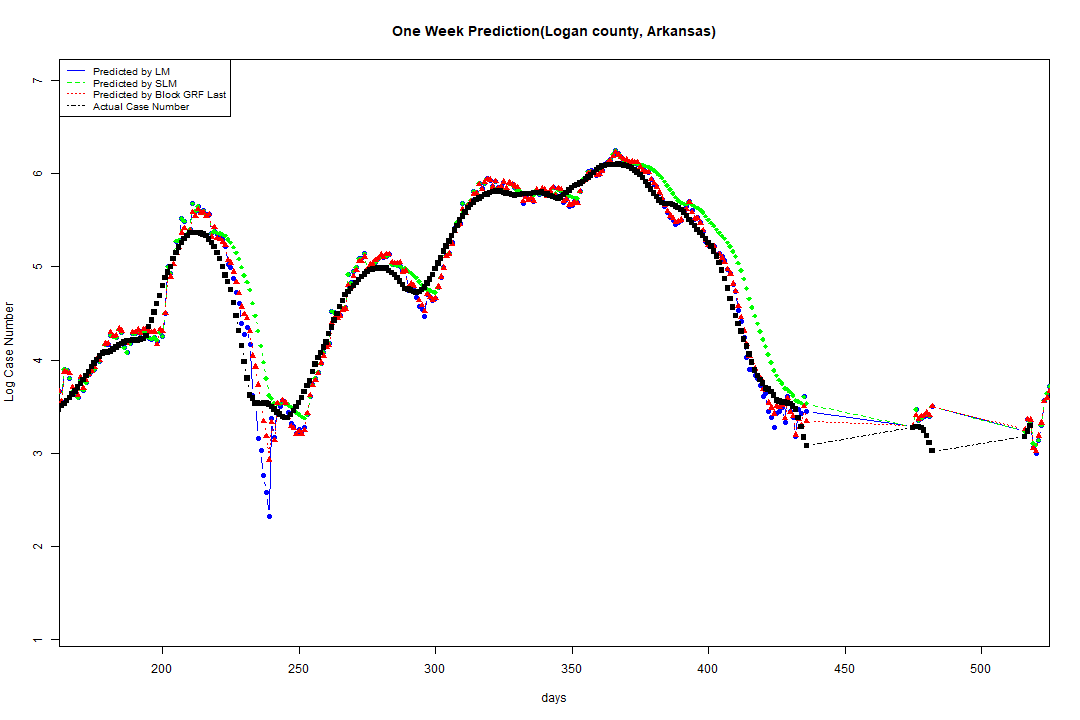 One Week Prediction(Logan county, Arkansas)
Predicted by LM
Predicted by SLM
Predicted by Block GRF Last
Actual Case Number
7
6
5
4
3
2
1
Log Case Number
200 250 300 350 400 450 500
days